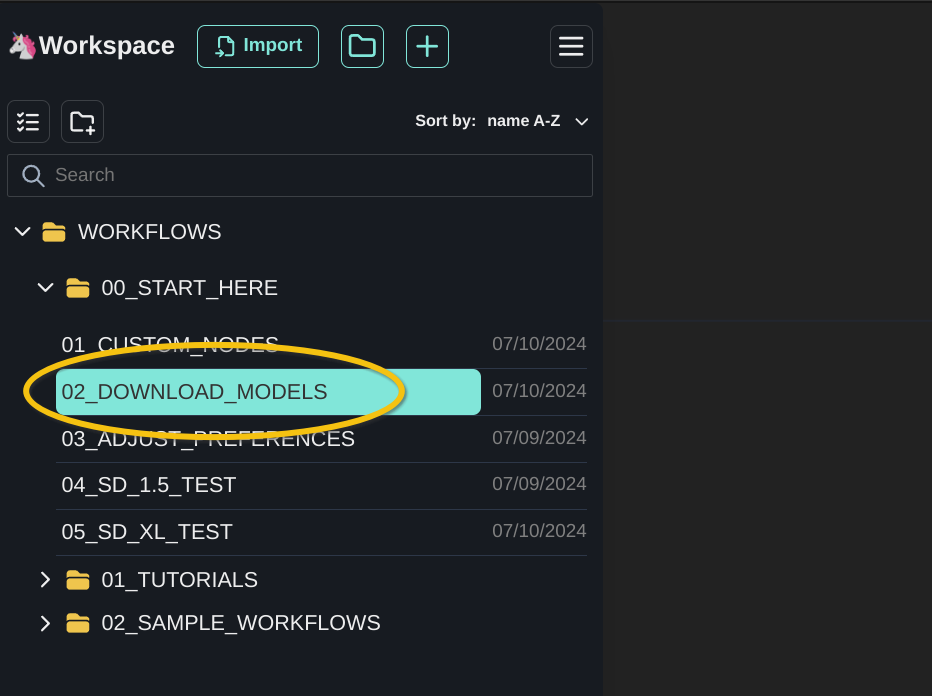 Workspace Import
Sort by: name A-Z
Search
WORKFLOWS
00_START_HERE
01_CUSTOM_NODES 07/10/2024
02_DOWNLOAD_MODELS 07/10/2024
03_ADJUST_PREFERENCES 07/09/2024
04_SD_1.5_TEST 07/09/2024
05_SD_XL_TEST 07/10/2024
01_TUTORIALS
02_SAMPLE_WORKFLOWS